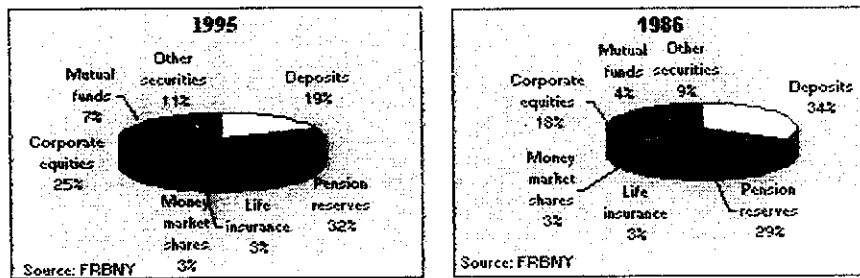 1995
Other
securities
11%
Mutual
funds
7%
Deposits
19%
Corporate
equities
25%
Money
market
shares
3%
Life
insurance
3%
Pension
reserves
32%
Source: FRBNY
1986
Mutual
funds
4%
Other
securities
9%
Deposits
34%
Corporate
equities
18%
Money
market
shares
3%
Life
insurance
3%
Pension
reserves
29%
Source: FRBNY